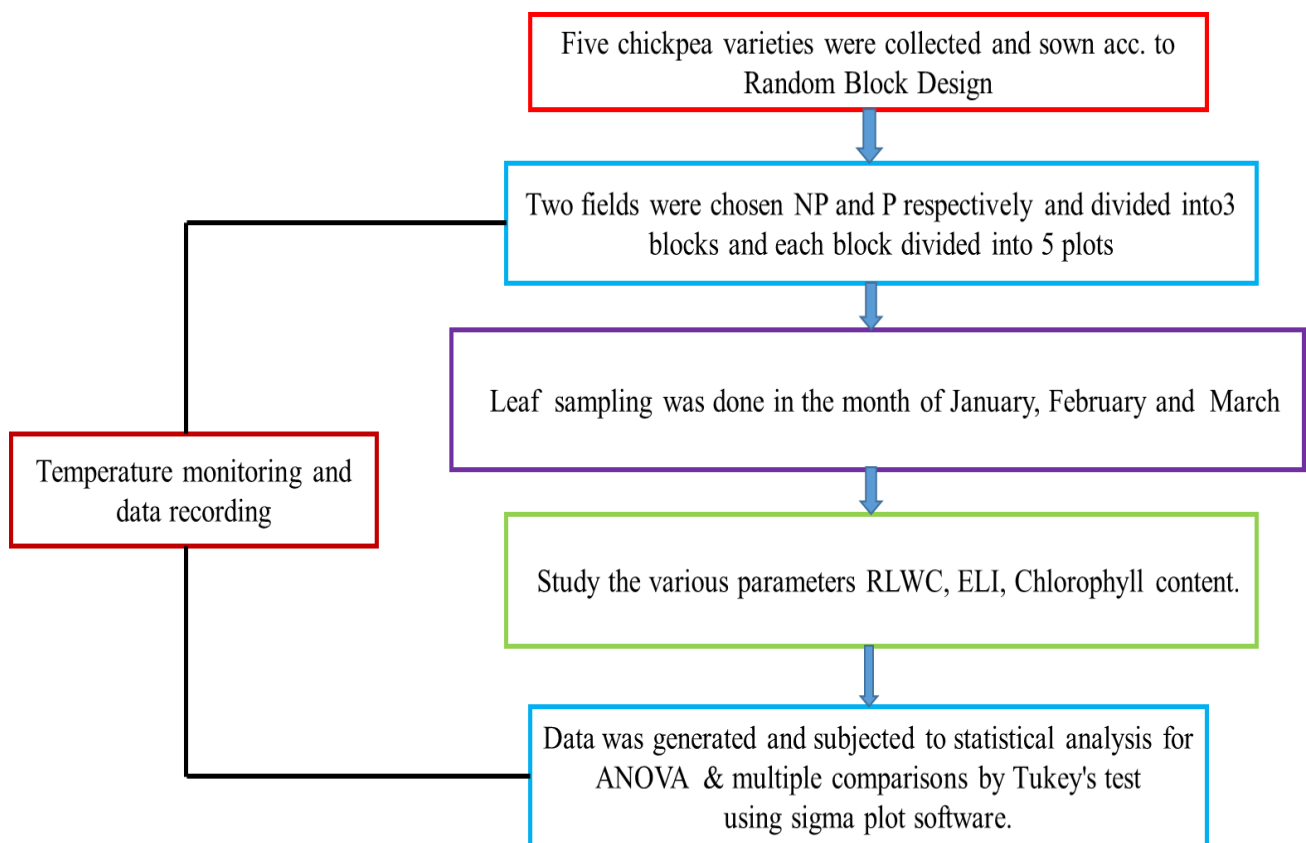 Five chickpea varieties were collected and sown acc. to
Random Block Design
Two fields were chosen NP and P respectively and divided into3
blocks and each block divided into 5 plots
Leaf sampling was done in the month of January, February and March
Temperature monitoring and
data recording
Study the various parameters RLWC, ELI, Chlorophyll content.
Data was generated and subjected to statistical analysis for
ANOVA & multiple comparisons by Tukey's test
using sigma plot software.